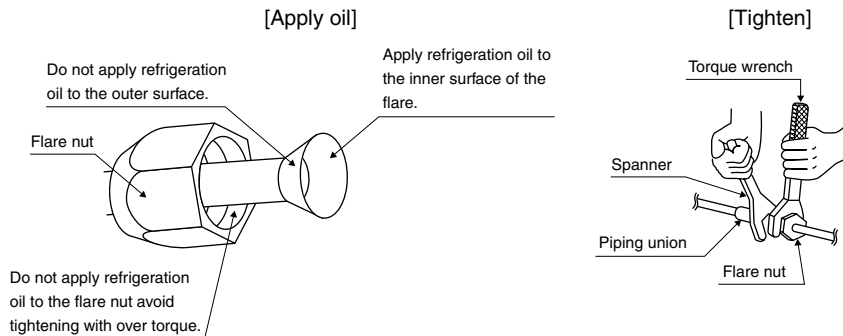 [Apply oil]
Do not apply refrigeration
oil to the outer surface.
Apply refrigeration oil to
the inner surface of the
flare.
Flare nut
Do not apply refrigeration
oil to the flare nut avoid
tightening with over torque.
[Tighten]
Torque wrench
Spanner
Piping union
Flare nut